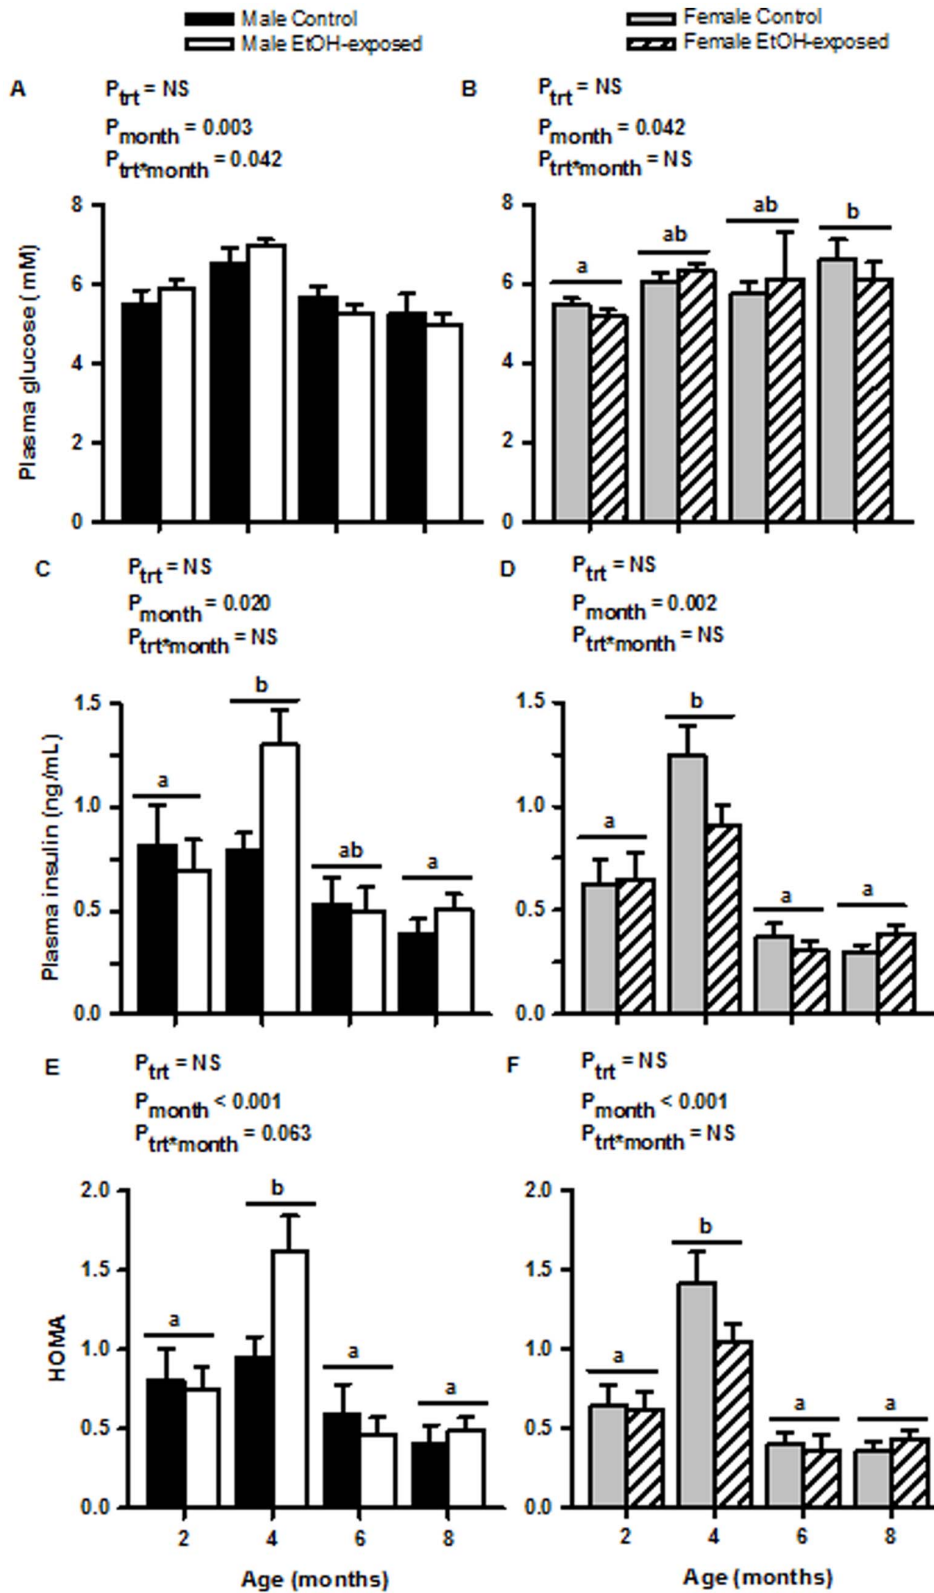 Male Control
Male EtOH-exposed
Female Control
Female EtOH-exposed
A
Ptrt = NS
Pmonth = 0.003
Ptrt*month = 0.042
B
Ptrt = NS
Pmonth = 0.042
Ptrt*month = NS
Plasma glucose (mM)
8
6
4
2
0
8
6
4
2
0
a
ab
ab
b
C
Ptrt = NS
Pmonth = 0.020
Ptrt*month = NS
D
Ptrt = NS
Pmonth = 0.002
Ptrt*month = NS
Plasma insulin (ng/mL)
1.5
1.0
0.5
0.0
a
b
ab
a
1.5
1.0
0.5
0.0
a
b
a
a
E
Ptrt = NS
Pmonth < 0.001
Ptrt*month = 0.063
F
Ptrt = NS
Pmonth < 0.001
Ptrt*month = NS
HOMA
2.0
1.5
1.0
0.5
0.0
a
b
a
a
2.0
1.5
1.0
0.5
0.0
a
b
a
a
2 4 6 8
2 4 6 8
Age (months)
Age (months)